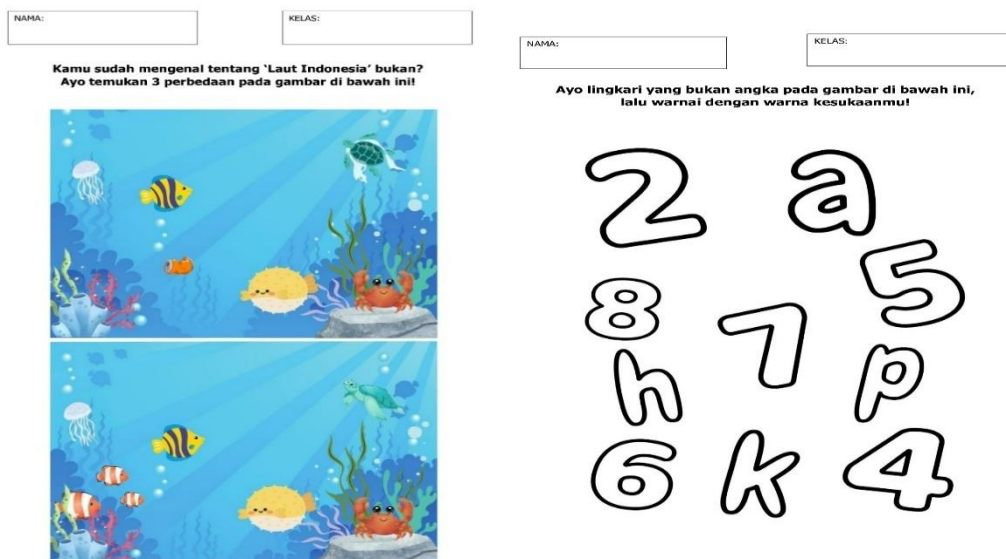 NAMA:
KELAS:
Kamu sudah mengenal tentang ‘Laut Indonesia’ bukan?
Ayo temukan 3 perbedaan pada gambar di bawah ini!
NAMA:
KELAS:
Ayo lingkari yang bukan angka pada gambar di bawah ini,
lalu warnai dengan warna kesukaanmu!
2 a
5
8 7
h p
6 k 4